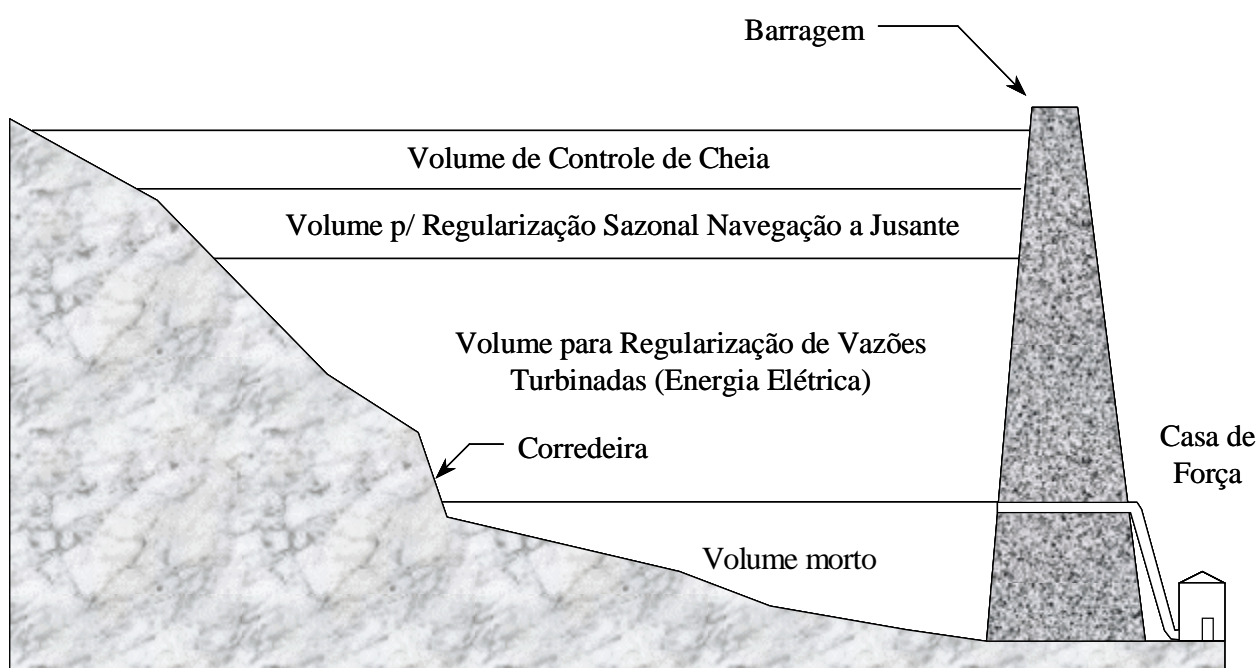 Barragem
Volume de Controle de Cheia
Volume p/ Regularização Sazonal Navegação a Jusante
Volume para Regularização de Vazões
Turbinadas (Energia Elétrica)
Corredeira
Casa de
Força
Volume morto